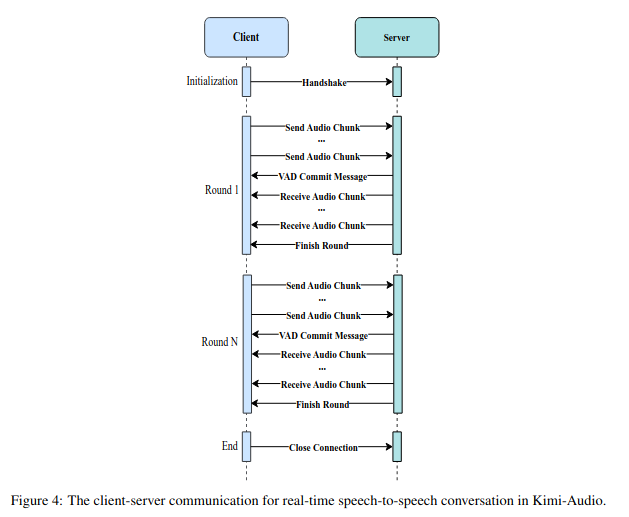 Client Server
Initialization Handshake
Send Audio Chunk
...
Send Audio Chunk
VAD Commit Message
Round 1 Receive Audio Chunk
...
Receive Audio Chunk
Finish Round
Send Audio Chunk
...
Send Audio Chunk
VAD Commit Message
Round N Receive Audio Chunk
...
Receive Audio Chunk
Finish Round
End Close Connection
Figure 4: The client-server communication for real-time speech-to-speech conversation in Kimi-Audio.